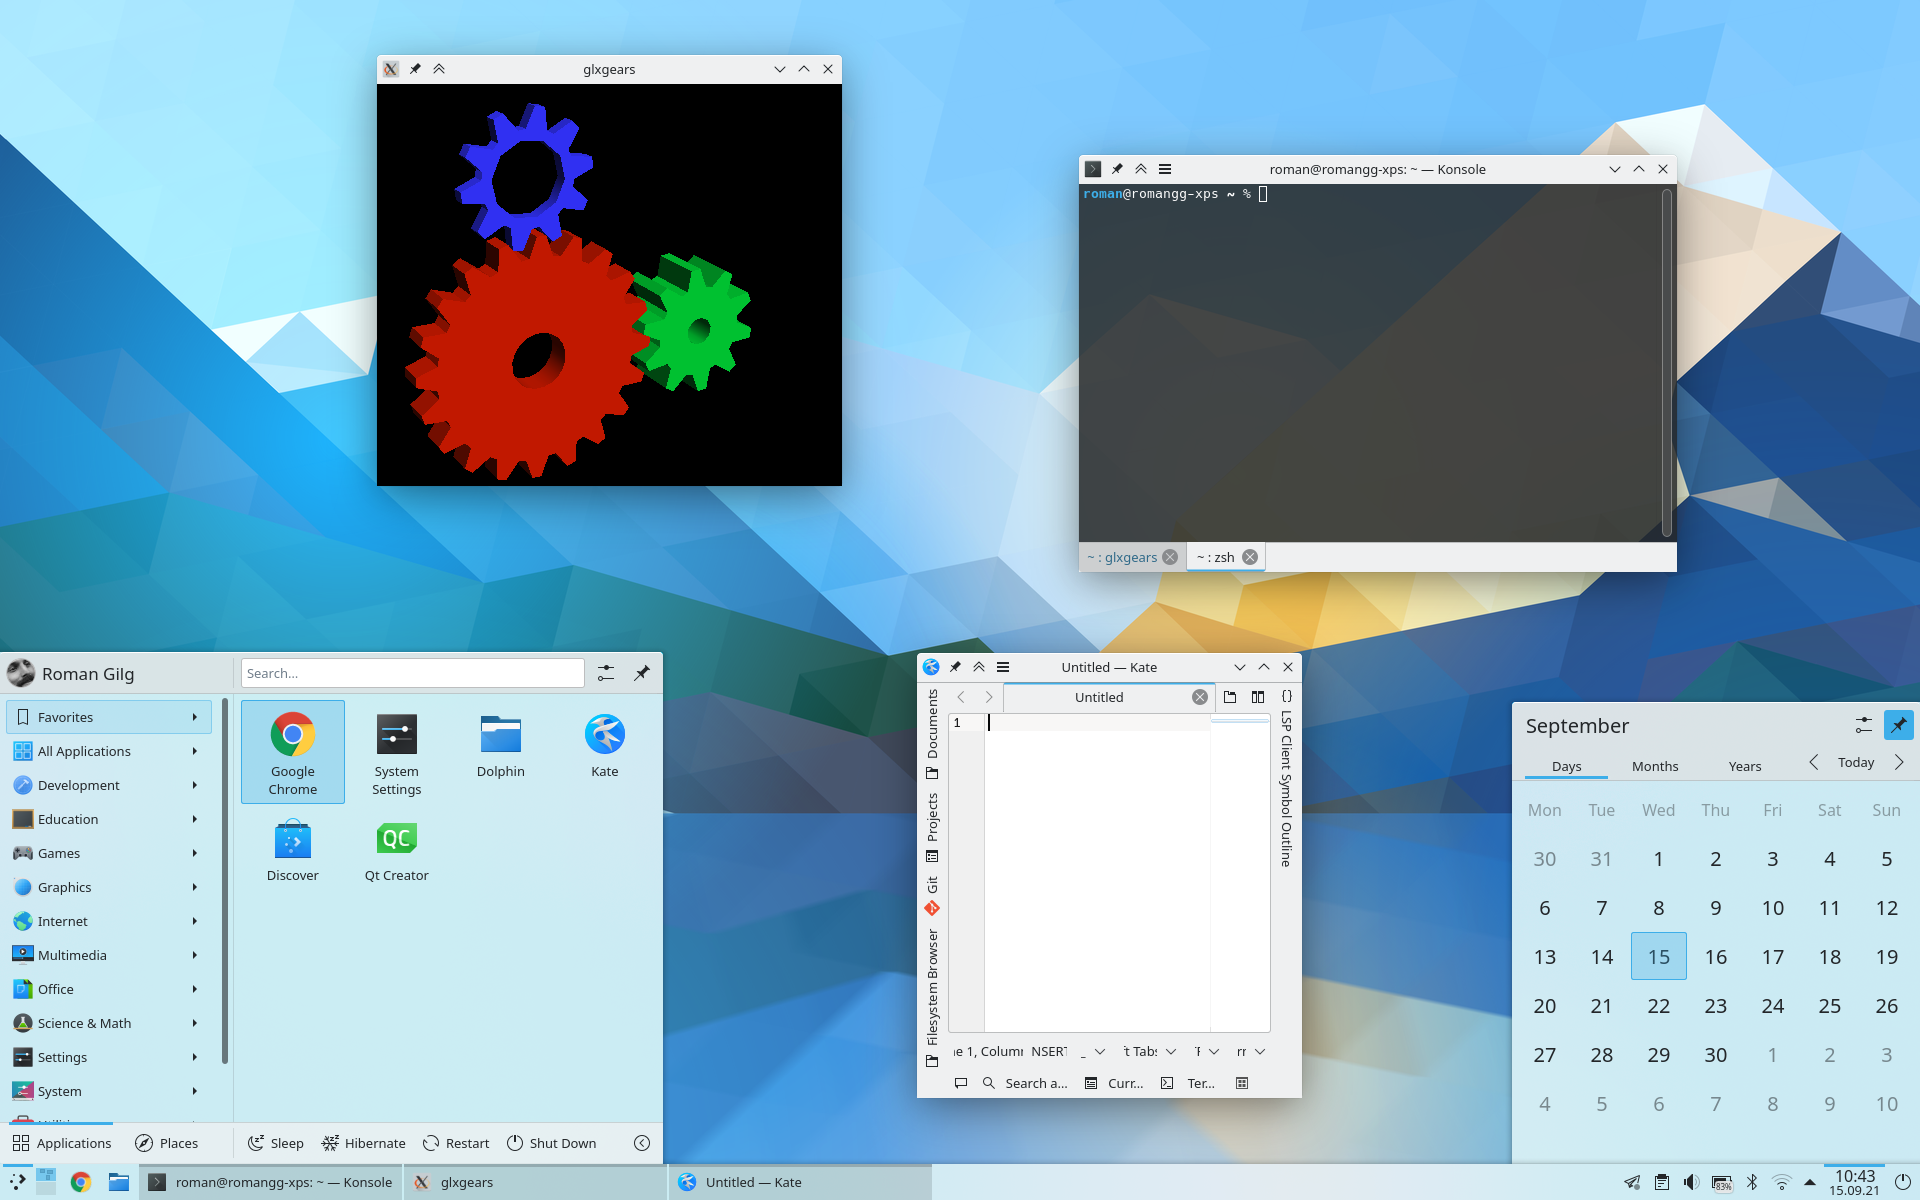 glxgears
roman@romangg-xps: ~ — Konsole
roman@romangg-xps ~ %
~ : glxgears
~ : zsh
Roman Gilg
Search...
Favorites
All Applications
Development
Education
Games
Graphics
Internet
Multimedia
Office
Science & Math
Settings
System
Google
Chrome
System
Settings
Dolphin
Kate
Discover
Qt Creator
Applications
Places
Sleep
Hibernate
Restart
Shut Down
Untitled — Kate
Untitled
1
Documents
Projects
Git
Filesystem Browser
{} LSP Client Symbol Outline
1, Colum
NSERT
Tabs
Search a...
Curr...
Ter...
September
Days Months Years Today
Mon Tue Wed Thu Fri Sat Sun
30 31 1 2 3 4 5
6 7 8 9 10 11 12
13 14 15 16 17 18 19
20 21 22 23 24 25 26
27 28 29 30 1 2 3
4 5 6 7 8 9 10
roman@romangg-xps: ~ — Konsole
glxgears
Untitled — Kate
83%
10:43
15.09.21